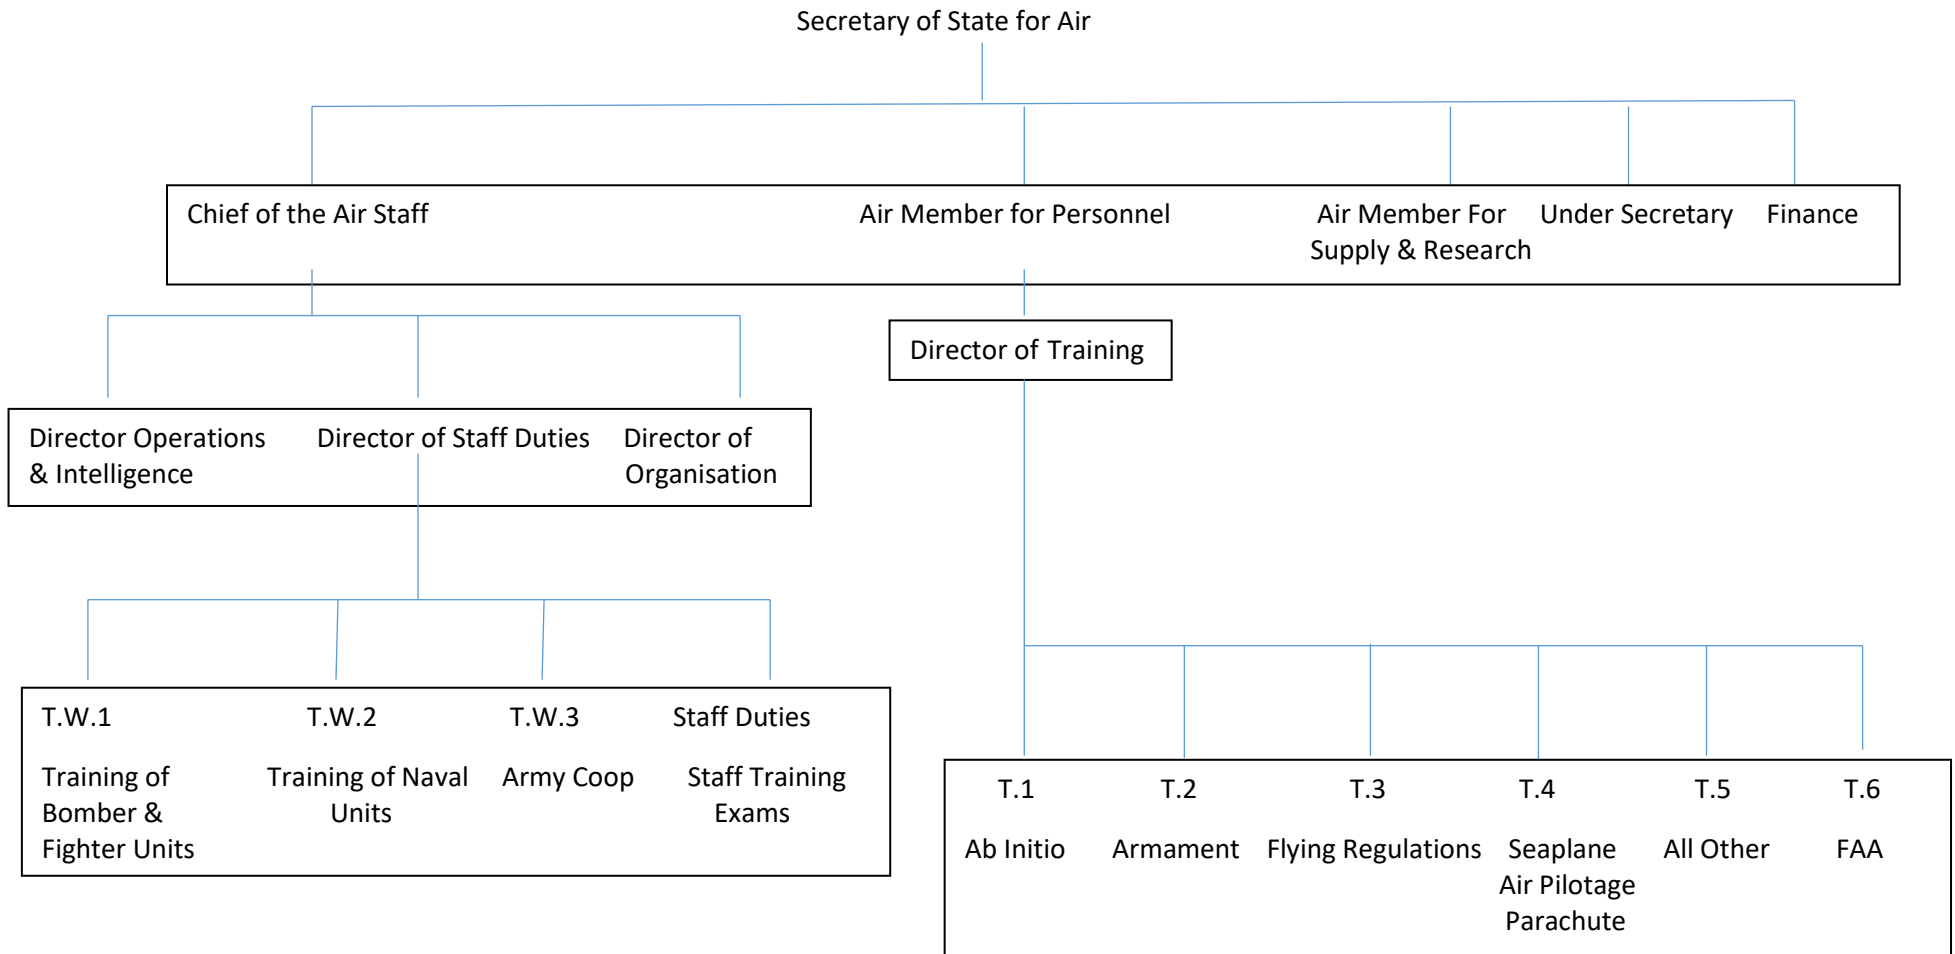 Secretary of State for Air
Chief of the Air Staff
Air Member for Personnel
Air Member For
Supply & Research
Under Secretary
Finance
Director of Training
Director Operations
& Intelligence
Director of Staff Duties
Director of
Organisation
T.W.1
Training of
Bomber &
Fighter Units
T.W.2
Training of Naval
Units
T.W.3
Army Coop
Staff Duties
Staff Training
Exams
T.1
Ab Initio
T.2
Armament
T.3
Flying Regulations
T.4
Seaplane
Air Pilotage
Parachute
T.5
All Other
T.6
FAA